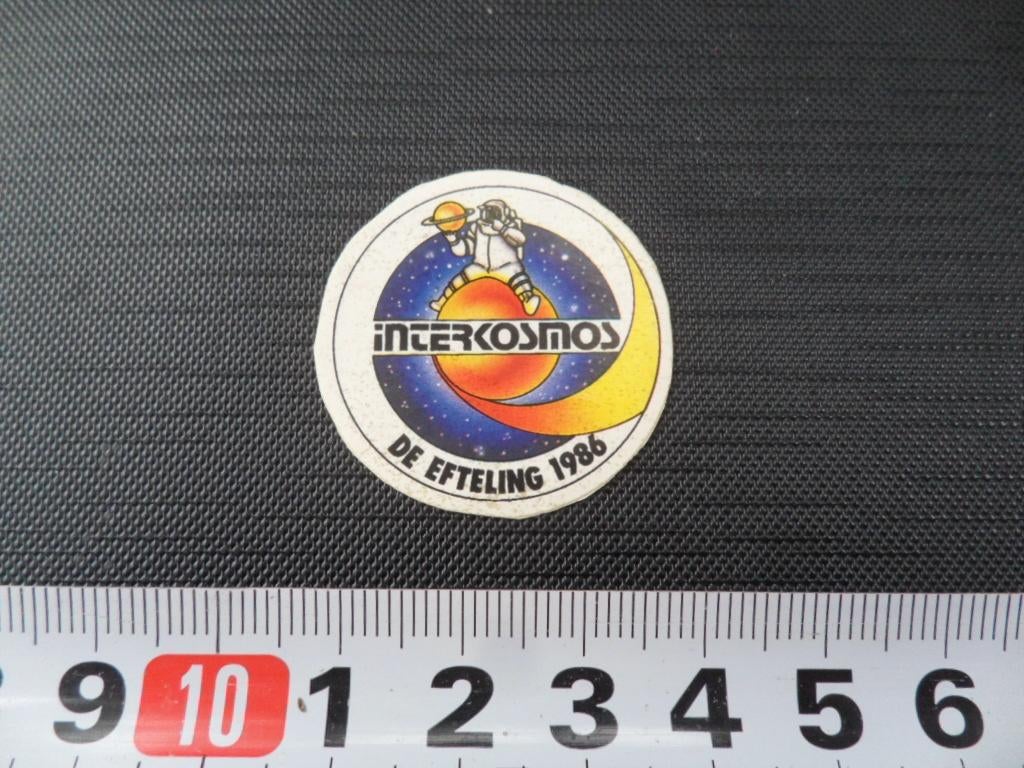 iNTERKOSMOS
DE EFTELING 1986
9 10 1 2 3 4 5 6